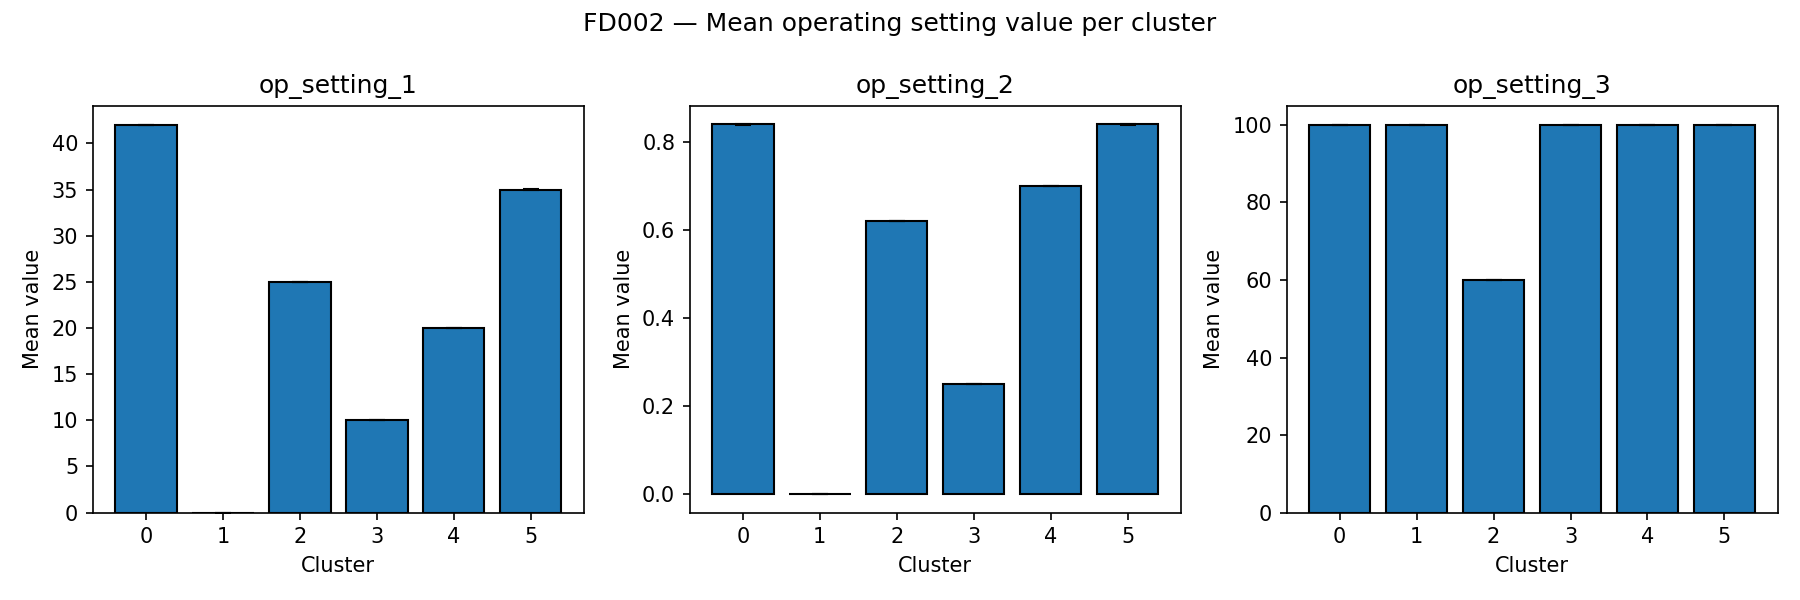 FD002 — Mean operating setting value per cluster
op_setting_1
Mean value
40
35
30
25
20
15
10
5
0
0 1 2 3 4 5
Cluster
op_setting_2
Mean value
0.8
0.6
0.4
0.2
0.0
0 1 2 3 4 5
Cluster
op_setting_3
Mean value
100
80
60
40
20
0
0 1 2 3 4 5
Cluster